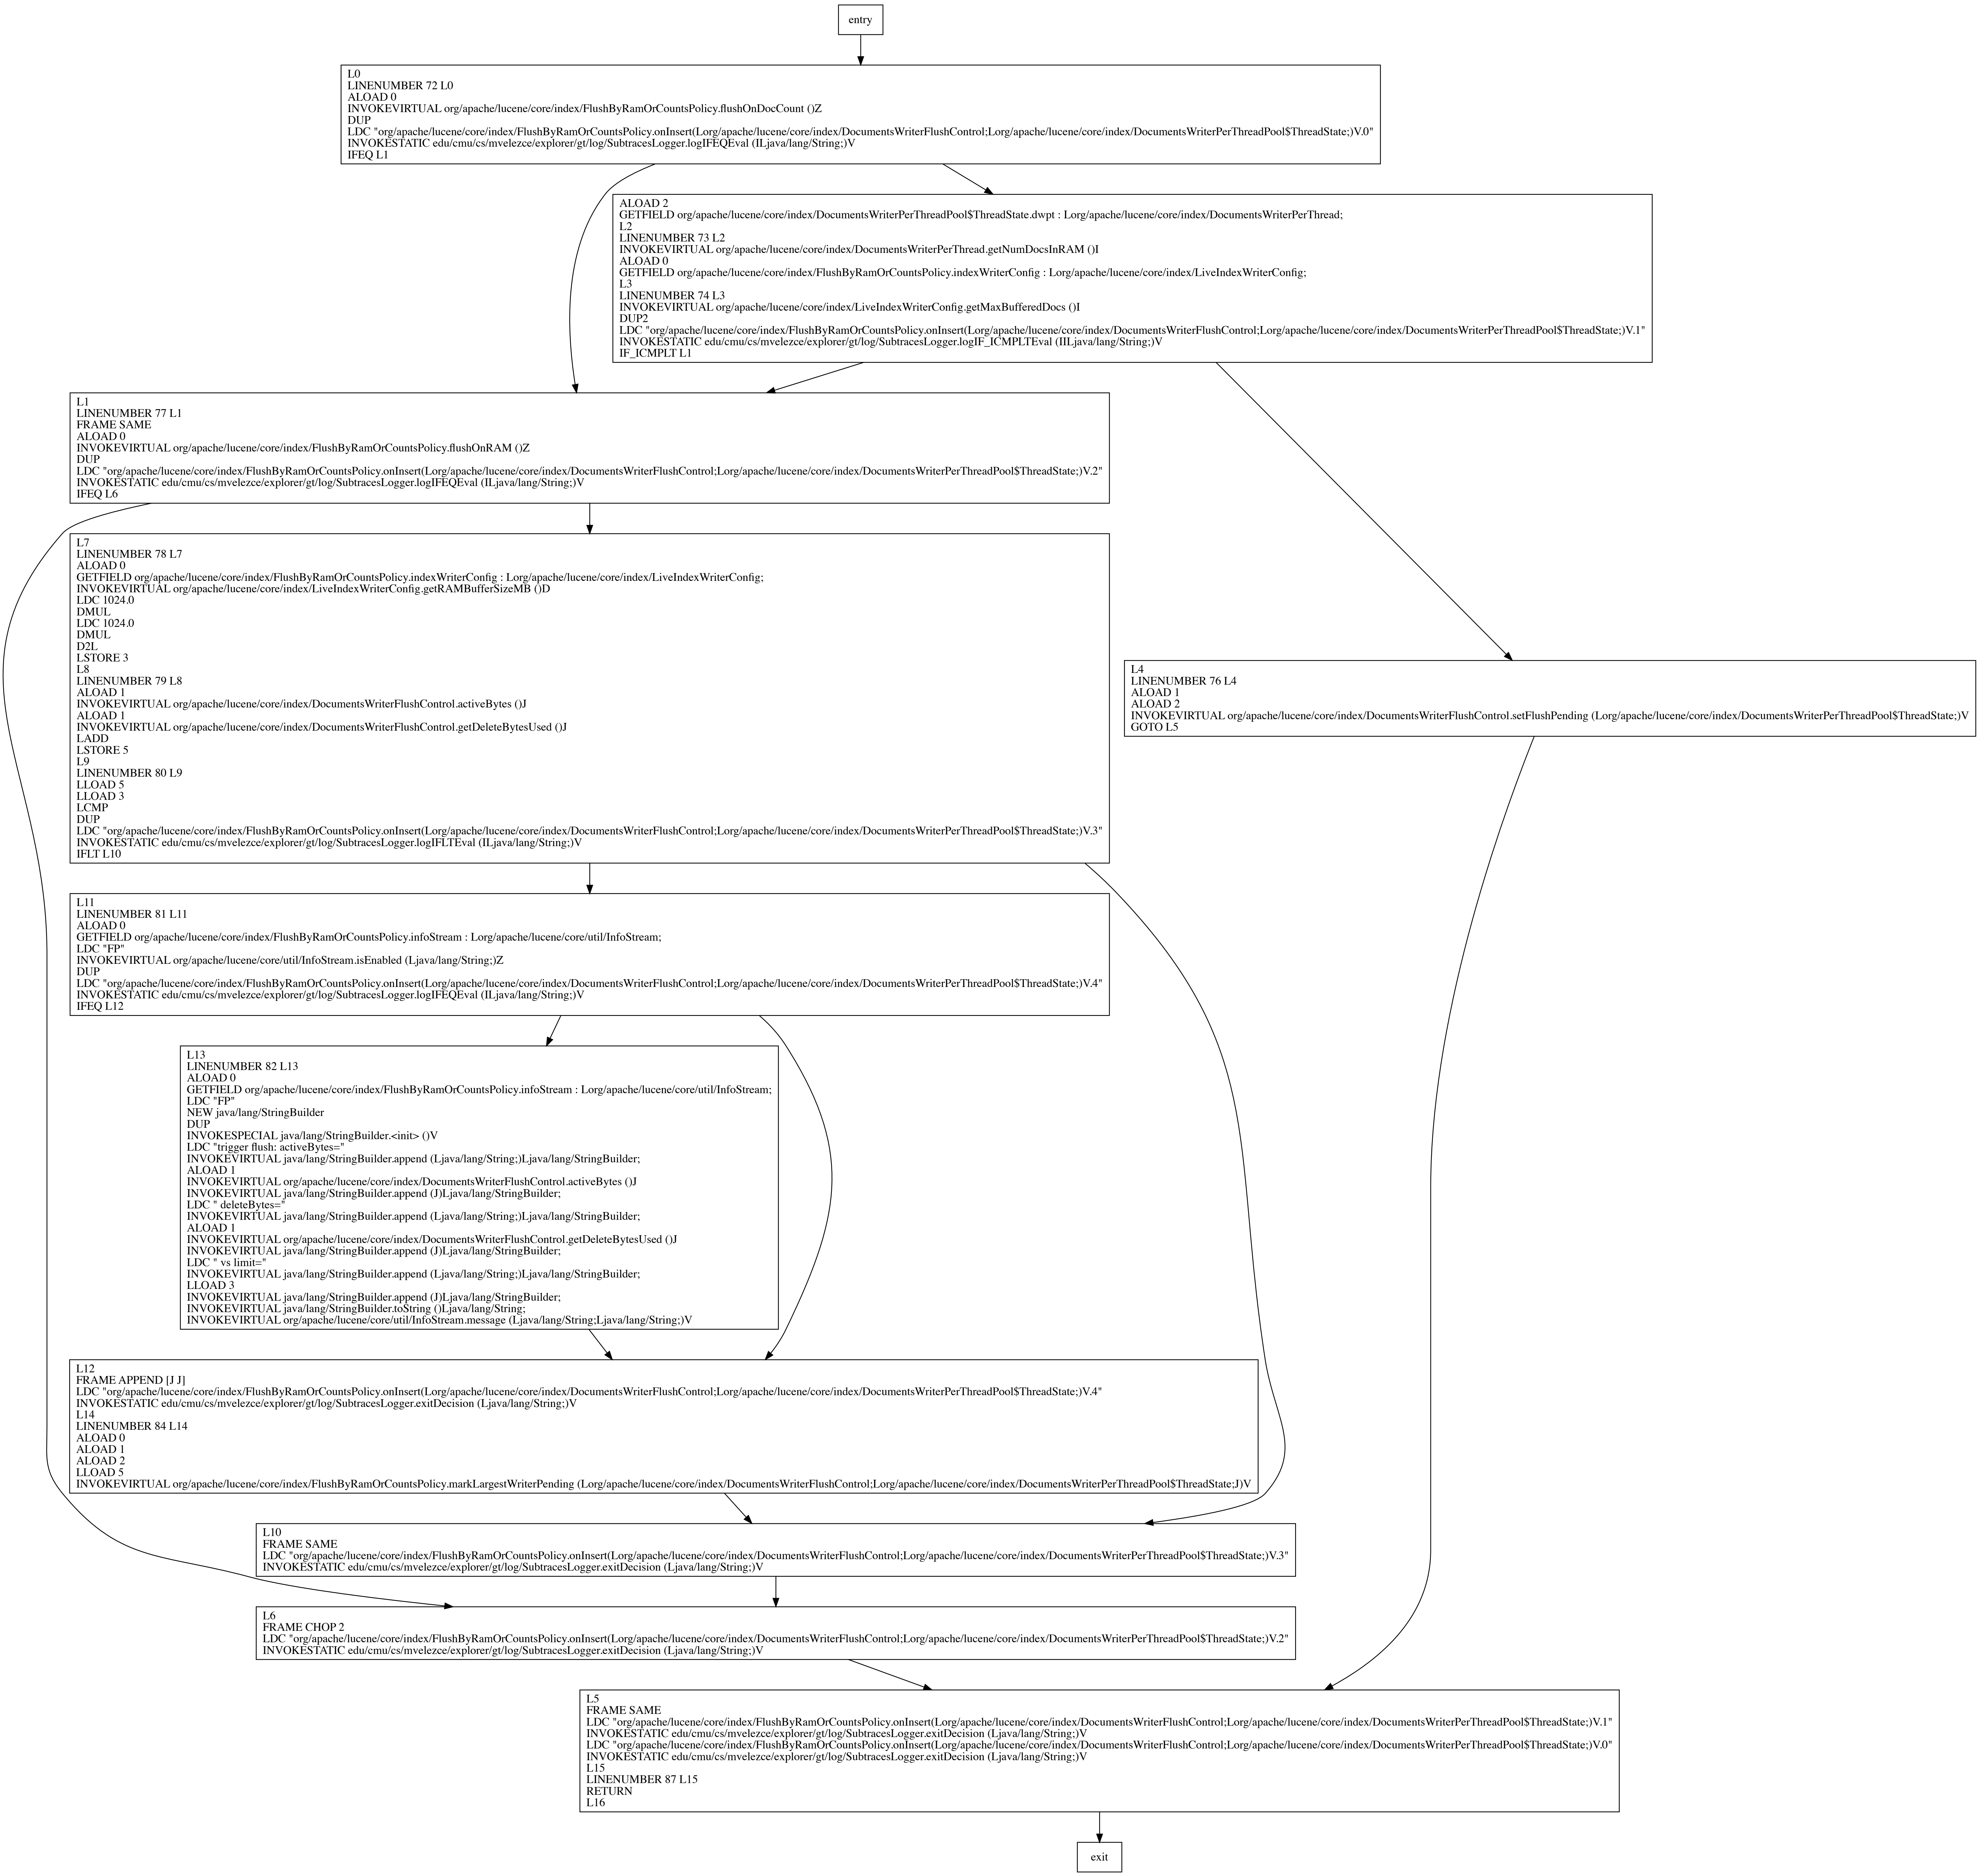 entry
L0
LINENUMBER 72 L0
ALOAD 0
INVOKEVIRTUAL org/apache/lucene/core/index/FlushByRamOrCountsPolicy.flushOnDocCount ()Z
DUP
LDC "org/apache/lucene/core/index/FlushByRamOrCountsPolicy.onInsert(Lorg/apache/lucene/core/index/DocumentsWriterFlushControl;Lorg/apache/lucene/core/index/DocumentsWriterPerThreadPool$ThreadState;)V.0"
INVOKESTATIC edu/cmu/cs/mvelezce/explorer/gt/log/SubtracesLogger.logIFEQEval (ILjava/lang/String;)V
IFEQ L1
ALOAD 2
GETFIELD org/apache/lucene/core/index/DocumentsWriterPerThreadPool$ThreadState.dwpt : Lorg/apache/lucene/core/index/DocumentsWriterPerThread;
L2
LINENUMBER 73 L2
INVOKEVIRTUAL org/apache/lucene/core/index/DocumentsWriterPerThread.getNumDocsInRAM ()I
ALOAD 0
GETFIELD org/apache/lucene/core/index/FlushByRamOrCountsPolicy.indexWriterConfig : Lorg/apache/lucene/core/index/LiveIndexWriterConfig;
L3
LINENUMBER 74 L3
INVOKEVIRTUAL org/apache/lucene/core/index/LiveIndexWriterConfig.getMaxBufferedDocs ()I
DUP2
LDC "org/apache/lucene/core/index/FlushByRamOrCountsPolicy.onInsert(Lorg/apache/lucene/core/index/DocumentsWriterFlushControl;Lorg/apache/lucene/core/index/DocumentsWriterPerThreadPool$ThreadState;)V.1"
INVOKESTATIC edu/cmu/cs/mvelezce/explorer/gt/log/SubtracesLogger.logIF_ICMPLTEval (IILjava/lang/String;)V
IF_ICMPLT L1
L1
LINENUMBER 77 L1
FRAME SAME
ALOAD 0
INVOKEVIRTUAL org/apache/lucene/core/index/FlushByRamOrCountsPolicy.flushOnRAM ()Z
DUP
LDC "org/apache/lucene/core/index/FlushByRamOrCountsPolicy.onInsert(Lorg/apache/lucene/core/index/DocumentsWriterFlushControl;Lorg/apache/lucene/core/index/DocumentsWriterPerThreadPool$ThreadState;)V.2"
INVOKESTATIC edu/cmu/cs/mvelezce/explorer/gt/log/SubtracesLogger.logIFEQEval (ILjava/lang/String;)V
IFEQ L6
L7
LINENUMBER 78 L7
ALOAD 0
GETFIELD org/apache/lucene/core/index/FlushByRamOrCountsPolicy.indexWriterConfig : Lorg/apache/lucene/core/index/LiveIndexWriterConfig;
INVOKEVIRTUAL org/apache/lucene/core/index/LiveIndexWriterConfig.getRAMBufferSizeMB ()D
LDC 1024.0
DMUL
LDC 1024.0
DMUL
D2L
LSTORE 3
L8
LINENUMBER 79 L8
ALOAD 1
INVOKEVIRTUAL org/apache/lucene/core/index/DocumentsWriterFlushControl.activeBytes ()J
ALOAD 1
INVOKEVIRTUAL org/apache/lucene/core/index/DocumentsWriterFlushControl.getDeleteBytesUsed ()J
LADD
LSTORE 5
L9
LINENUMBER 80 L9
LLOAD 5
LLOAD 3
LCMP
DUP
LDC "org/apache/lucene/core/index/FlushByRamOrCountsPolicy.onInsert(Lorg/apache/lucene/core/index/DocumentsWriterFlushControl;Lorg/apache/lucene/core/index/DocumentsWriterPerThreadPool$ThreadState;)V.3"
INVOKESTATIC edu/cmu/cs/mvelezce/explorer/gt/log/SubtracesLogger.logIFLTEval (ILjava/lang/String;)V
IFLT L10
L4
LINENUMBER 76 L4
ALOAD 1
ALOAD 2
INVOKEVIRTUAL org/apache/lucene/core/index/DocumentsWriterFlushControl.setFlushPending (Lorg/apache/lucene/core/index/DocumentsWriterPerThreadPool$ThreadState;)V
GOTO L5
L11
LINENUMBER 81 L11
ALOAD 0
GETFIELD org/apache/lucene/core/index/FlushByRamOrCountsPolicy.infoStream : Lorg/apache/lucene/core/util/InfoStream;
LDC "FP"
INVOKEVIRTUAL org/apache/lucene/core/util/InfoStream.isEnabled (Ljava/lang/String;)Z
DUP
LDC "org/apache/lucene/core/index/FlushByRamOrCountsPolicy.onInsert(Lorg/apache/lucene/core/index/DocumentsWriterFlushControl;Lorg/apache/lucene/core/index/DocumentsWriterPerThreadPool$ThreadState;)V.4"
INVOKESTATIC edu/cmu/cs/mvelezce/explorer/gt/log/SubtracesLogger.logIFEQEval (ILjava/lang/String;)V
IFEQ L12
L13
LINENUMBER 82 L13
ALOAD 0
GETFIELD org/apache/lucene/core/index/FlushByRamOrCountsPolicy.infoStream : Lorg/apache/lucene/core/util/InfoStream;
LDC "FP"
NEW java/lang/StringBuilder
DUP
INVOKESPECIAL java/lang/StringBuilder.<init> ()V
LDC "trigger flush: activeBytes="
INVOKEVIRTUAL java/lang/StringBuilder.append (Ljava/lang/String;)Ljava/lang/StringBuilder;
ALOAD 1
INVOKEVIRTUAL org/apache/lucene/core/index/DocumentsWriterFlushControl.activeBytes ()J
INVOKEVIRTUAL java/lang/StringBuilder.append (J)Ljava/lang/StringBuilder;
LDC " deleteBytes="
INVOKEVIRTUAL java/lang/StringBuilder.append (Ljava/lang/String;)Ljava/lang/StringBuilder;
ALOAD 1
INVOKEVIRTUAL org/apache/lucene/core/index/DocumentsWriterFlushControl.getDeleteBytesUsed ()J
INVOKEVIRTUAL java/lang/StringBuilder.append (J)Ljava/lang/StringBuilder;
LDC " vs limit="
INVOKEVIRTUAL java/lang/StringBuilder.append (Ljava/lang/String;)Ljava/lang/StringBuilder;
LLOAD 3
INVOKEVIRTUAL java/lang/StringBuilder.append (J)Ljava/lang/StringBuilder;
INVOKEVIRTUAL java/lang/StringBuilder.toString ()Ljava/lang/String;
INVOKEVIRTUAL org/apache/lucene/core/util/InfoStream.message (Ljava/lang/String;Ljava/lang/String;)V
L12
FRAME APPEND [J J]
LDC "org/apache/lucene/core/index/FlushByRamOrCountsPolicy.onInsert(Lorg/apache/lucene/core/index/DocumentsWriterFlushControl;Lorg/apache/lucene/core/index/DocumentsWriterPerThreadPool$ThreadState;)V.4"
INVOKESTATIC edu/cmu/cs/mvelezce/explorer/gt/log/SubtracesLogger.exitDecision (Ljava/lang/String;)V
L14
LINENUMBER 84 L14
ALOAD 0
ALOAD 1
ALOAD 2
LLOAD 5
INVOKEVIRTUAL org/apache/lucene/core/index/FlushByRamOrCountsPolicy.markLargestWriterPending (Lorg/apache/lucene/core/index/DocumentsWriterFlushControl;Lorg/apache/lucene/core/index/DocumentsWriterPerThreadPool$ThreadState;J)V
L10
FRAME SAME
LDC "org/apache/lucene/core/index/FlushByRamOrCountsPolicy.onInsert(Lorg/apache/lucene/core/index/DocumentsWriterFlushControl;Lorg/apache/lucene/core/index/DocumentsWriterPerThreadPool$ThreadState;)V.3"
INVOKESTATIC edu/cmu/cs/mvelezce/explorer/gt/log/SubtracesLogger.exitDecision (Ljava/lang/String;)V
L6
FRAME CHOP 2
LDC "org/apache/lucene/core/index/FlushByRamOrCountsPolicy.onInsert(Lorg/apache/lucene/core/index/DocumentsWriterFlushControl;Lorg/apache/lucene/core/index/DocumentsWriterPerThreadPool$ThreadState;)V.2"
INVOKESTATIC edu/cmu/cs/mvelezce/explorer/gt/log/SubtracesLogger.exitDecision (Ljava/lang/String;)V
L5
FRAME SAME
LDC "org/apache/lucene/core/index/FlushByRamOrCountsPolicy.onInsert(Lorg/apache/lucene/core/index/DocumentsWriterFlushControl;Lorg/apache/lucene/core/index/DocumentsWriterPerThreadPool$ThreadState;)V.1"
INVOKESTATIC edu/cmu/cs/mvelezce/explorer/gt/log/SubtracesLogger.exitDecision (Ljava/lang/String;)V
LDC "org/apache/lucene/core/index/FlushByRamOrCountsPolicy.onInsert(Lorg/apache/lucene/core/index/DocumentsWriterFlushControl;Lorg/apache/lucene/core/index/DocumentsWriterPerThreadPool$ThreadState;)V.0"
INVOKESTATIC edu/cmu/cs/mvelezce/explorer/gt/log/SubtracesLogger.exitDecision (Ljava/lang/String;)V
L15
LINENUMBER 87 L15
RETURN
L16
exit